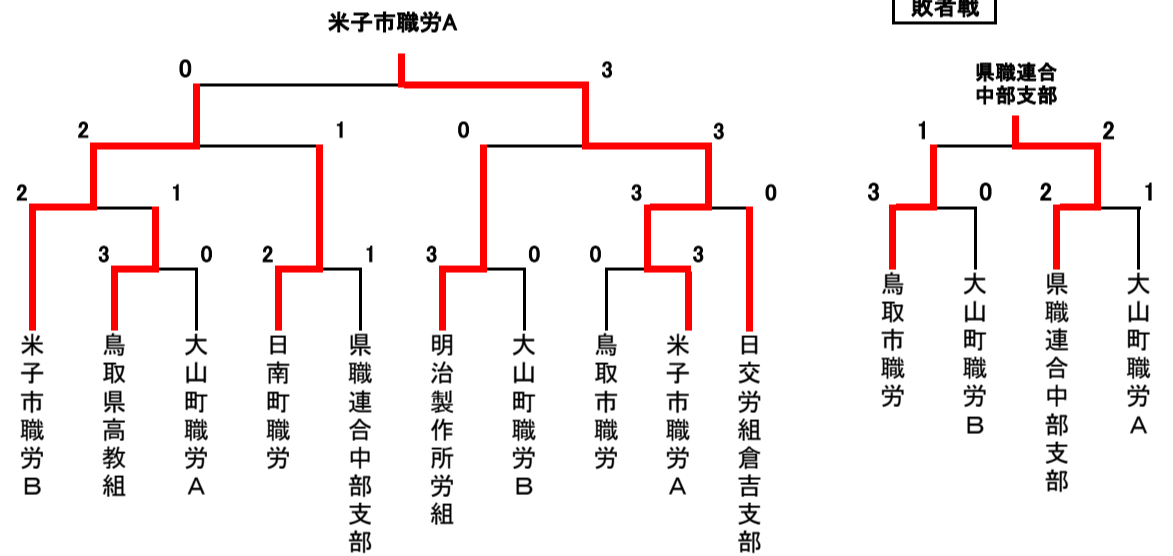 敗者戦
米子市職労A
0
3
県職連合
中部支部
2
1
0
3
1
2
2
1
3
0
3
0
2
1
3
0
2
1
3
0
0
3
米子市職労B
鳥取県高教組
大山町職労A
日南町職労
県職連合中部支部
明治製作所労組
大山町職労B
鳥取市職労
米子市職労A
日交労組倉吉支部
鳥取市職労
大山町職労B
県職連合中部支部
大山町職労A